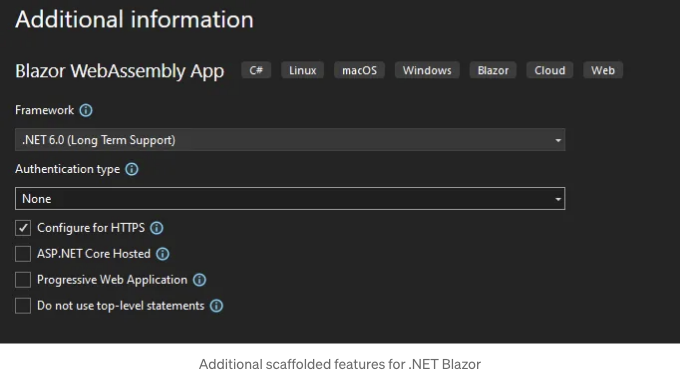 Additional information
Blazor WebAssembly App C# Linux macOS Windows Blazor Cloud Web
Framework
.NET 6.0 (Long Term Support)
Authentication type
None
Configure for HTTPS
ASP.NET Core Hosted
Progressive Web Application
Do not use top-level statements
Additional scaffolded features for .NET Blazor